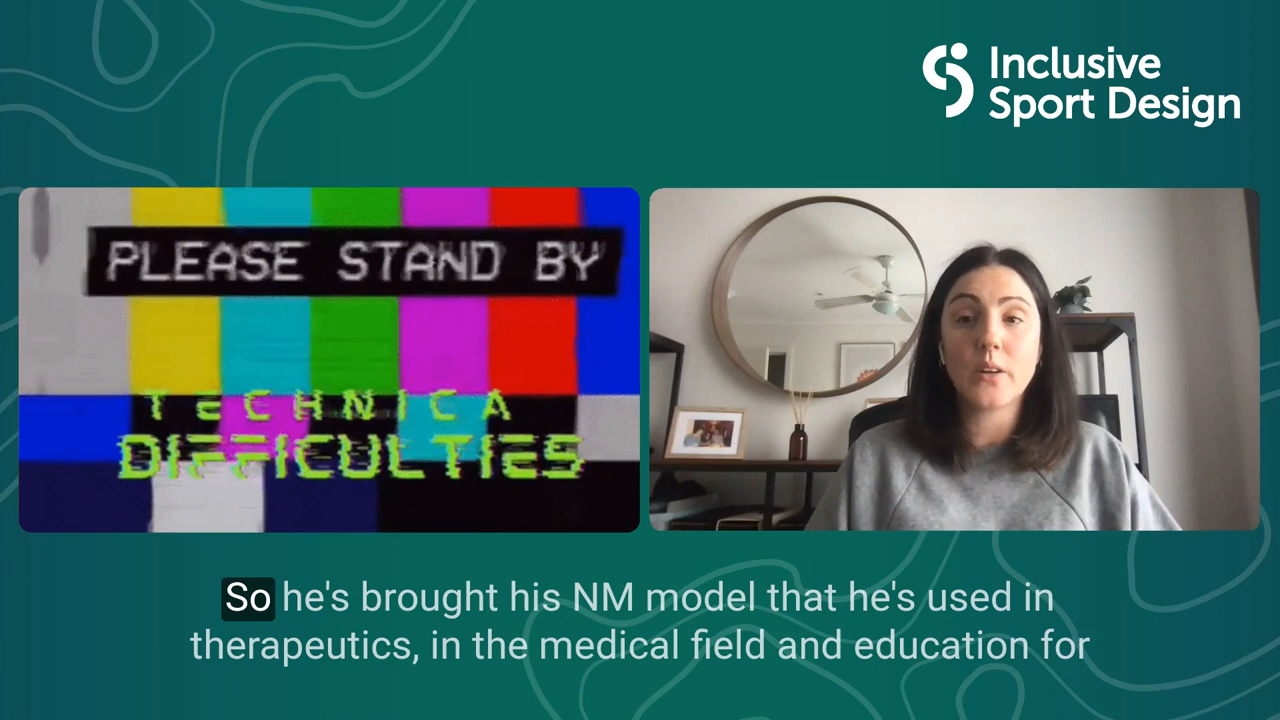 Inclusive
Sport Design
PLEASE STAND BY
TECHNICA
DIFFICULTIES
So he's brought his NM model that he's used in
therapeutics, in the medical field and education for